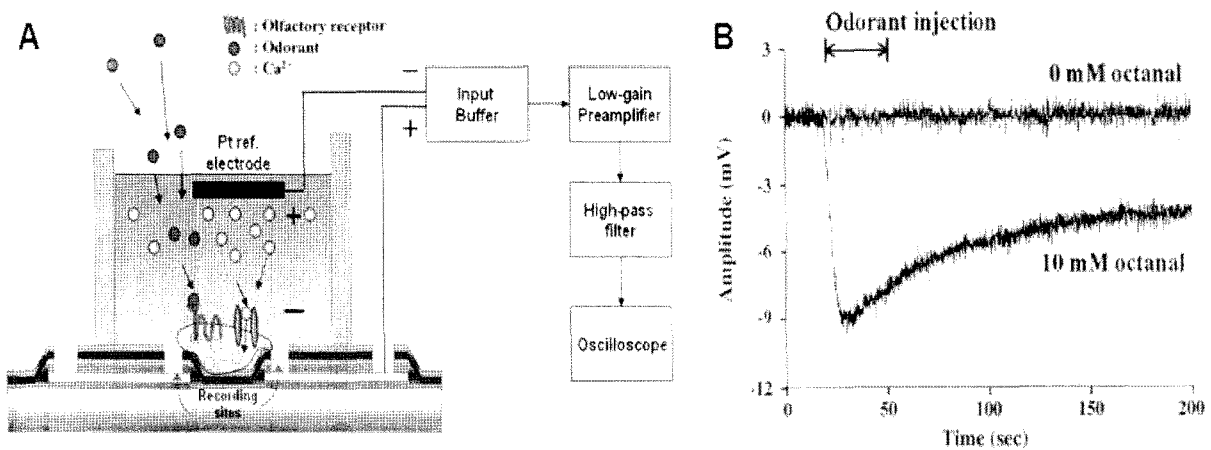 A
: Olfactory receptor
: Odorant
: Ca²⁺
Pt ref.
electrode
+
−
−
+
Recording
sites
Input
Buffer
Low-gain
Preamplifier
High-pass
filter
Oscilloscope
B
Odorant injection
0 mM octanal
10 mM octanal
Amplitude (mV)
3
0
-3
-6
-9
-12
0
50
100
150
200
Time (sec)